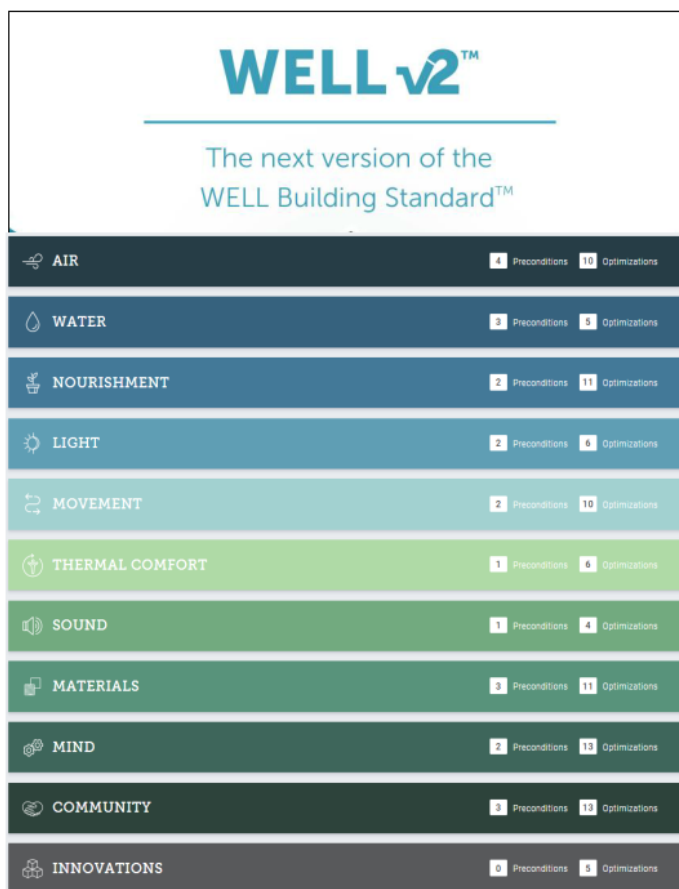 WELL v2™
The next version of the
WELL Building Standard™
AIR 4 Preconditions 10 Optimizations
WATER 3 Preconditions 5 Optimizations
NOURISHMENT 2 Preconditions 11 Optimizations
LIGHT 2 Preconditions 6 Optimizations
MOVEMENT 2 Preconditions 10 Optimizations
THERMAL COMFORT 1 Preconditions 6 Optimizations
SOUND 1 Preconditions 4 Optimizations
MATERIALS 3 Preconditions 11 Optimizations
MIND 2 Preconditions 13 Optimizations
COMMUNITY 3 Preconditions 13 Optimizations
INNOVATIONS 0 Preconditions 5 Optimizations